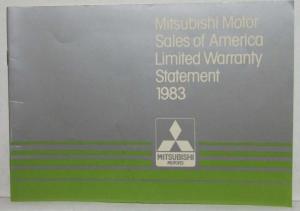 Mitsubishi Motor
Sales of America
Limited Warranty
Statement
1983
MITSUBISHI
MOTORS